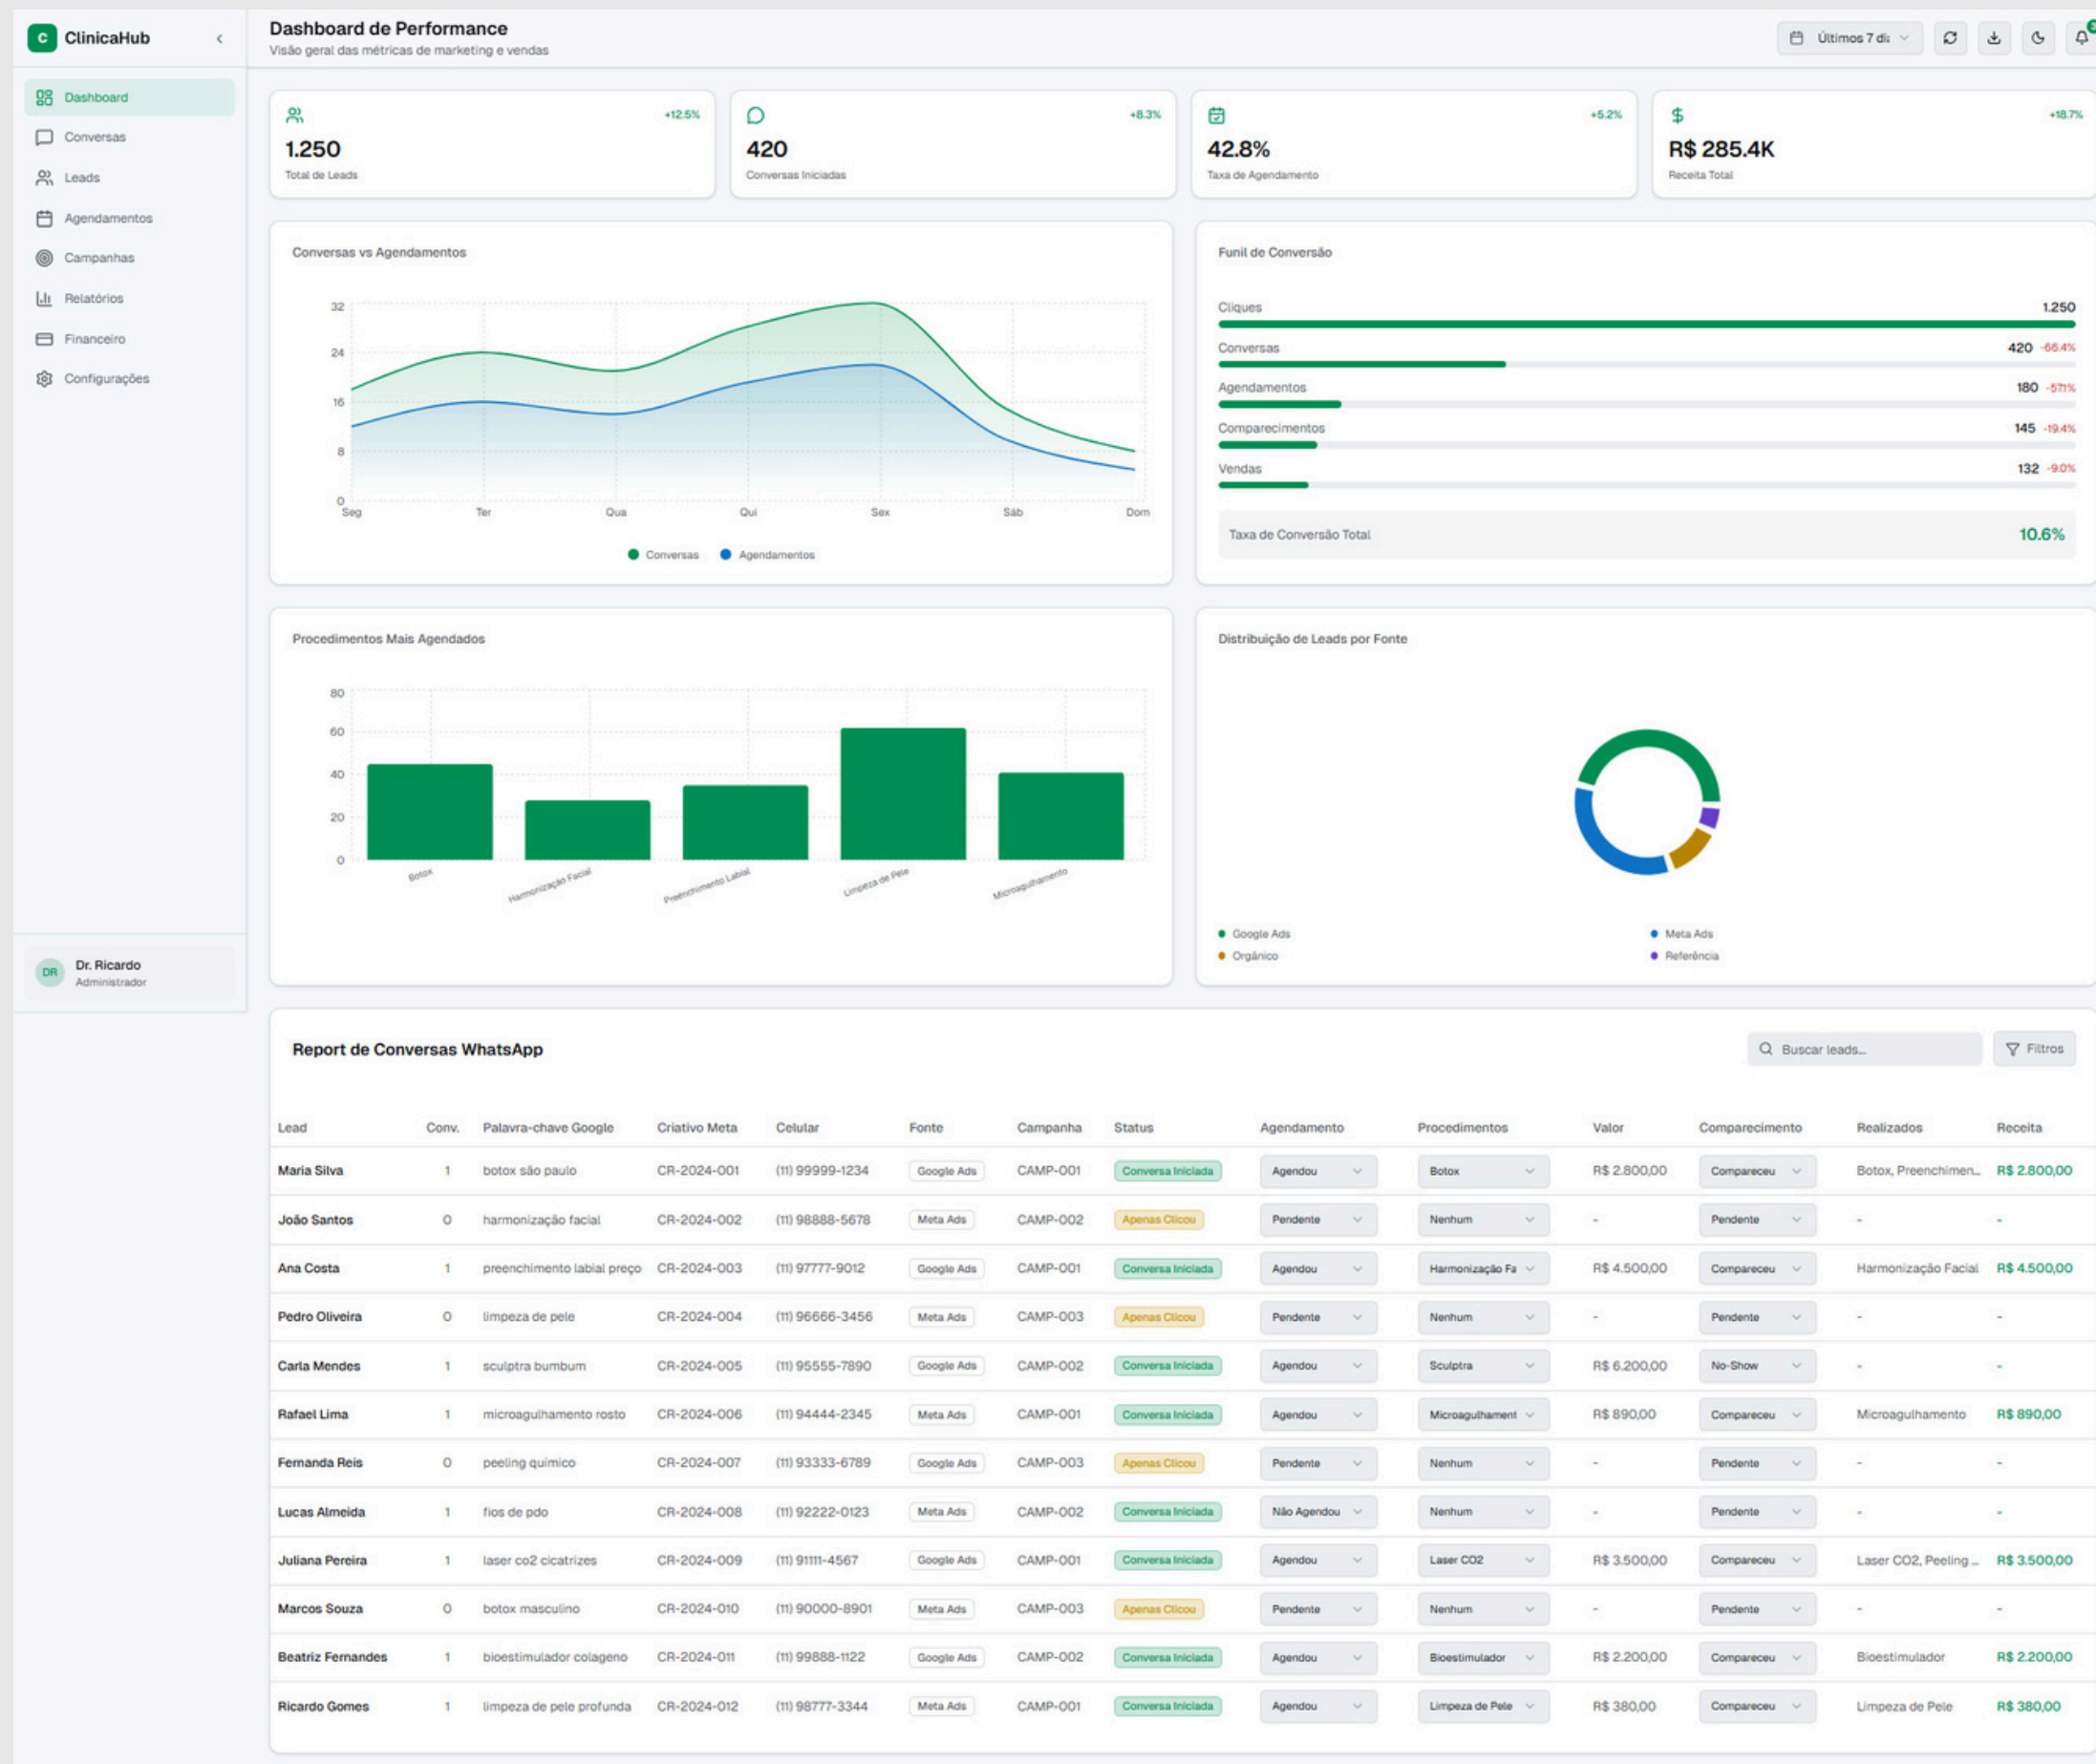 C ClinicaHub
Dashboard
Conversas
Leads
Agendamentos
Campanhas
Relatórios
Financeiro
Configurações
DR Dr. Ricardo
Administrador
Dashboard de Performance
Visão geral das métricas de marketing e vendas
Últimos 7 di
+12.5%
1.250
Total de Leads
+8.3%
420
Conversas Iniciadas
+5.2%
42.8%
Taxa de Agendamento
+18.7%
R$ 285.4K
Receita Total
Conversas vs Agendamentos
32
24
16
8
0
Seg Ter Qua Qui Sex Sáb Dom
Conversas Agendamentos
Funil de Conversão
Cliques 1.250
Conversas 420 -66.4%
Agendamentos 180 -57.1%
Comparecimentos 145 -19.4%
Vendas 132 -9.0%
Taxa de Conversão Total 10.6%
Procedimentos Mais Agendados
80
60
40
20
0
Botox Harmonização Facial Preenchimento Labial Limpeza de Pele Microagulhamento
Distribuição de Leads por Fonte
Google Ads Meta Ads
Orgânico Referência
Report de Conversas WhatsApp
Buscar leads... Filtros
Lead Conv. Palavra-chave Google Criativo Meta Celular Fonte Campanha Status Agendamento Procedimentos Valor Comparecimento Realizados Receita
Maria Silva 1 botox são paulo CR-2024-001 (11) 99999-1234 Google Ads CAMP-001 Conversa Iniciada Agendou Botox R$ 2.800,00 Compareceu Botox, Preenchimen... R$ 2.800,00
João Santos 0 harmonização facial CR-2024-002 (11) 98888-5678 Meta Ads CAMP-002 Apenas Clicou Pendente Nenhum - Pendente - -
Ana Costa 1 preenchimento labial preço CR-2024-003 (11) 97777-9012 Google Ads CAMP-001 Conversa Iniciada Agendou Harmonização Fa R$ 4.500,00 Compareceu Harmonização Facial R$ 4.500,00
Pedro Oliveira 0 limpeza de pele CR-2024-004 (11) 96666-3456 Meta Ads CAMP-003 Apenas Clicou Pendente Nenhum - Pendente - -
Carla Mendes 1 sculptra bumbum CR-2024-005 (11) 95555-7890 Google Ads CAMP-002 Conversa Iniciada Agendou Sculptra R$ 6.200,00 No-Show - -
Rafael Lima 1 microagulhamento rosto CR-2024-006 (11) 94444-2345 Meta Ads CAMP-001 Conversa Iniciada Agendou Microagulhament R$ 890,00 Compareceu Microagulhamento R$ 890,00
Fernanda Reis 0 peeling químico CR-2024-007 (11) 93333-6789 Google Ads CAMP-003 Apenas Clicou Pendente Nenhum - Pendente - -
Lucas Almeida 1 fios de pdo CR-2024-008 (11) 92222-0123 Meta Ads CAMP-002 Conversa Iniciada Não Agendou Nenhum - Pendente - -
Juliana Pereira 1 laser co2 cicatrizes CR-2024-009 (11) 91111-4567 Google Ads CAMP-001 Conversa Iniciada Agendou Laser CO2 R$ 3.500,00 Compareceu Laser CO2, Peeling ... R$ 3.500,00
Marcos Souza 0 botox masculino CR-2024-010 (11) 90000-8901 Meta Ads CAMP-003 Apenas Clicou Pendente Nenhum - Pendente - -
Beatriz Fernandes 1 bioestimulador colageno CR-2024-011 (11) 99888-1122 Google Ads CAMP-002 Conversa Iniciada Agendou Bioestimulador R$ 2.200,00 Compareceu Bioestimulador R$ 2.200,00
Ricardo Gomes 1 limpeza de pele profunda CR-2024-012 (11) 98777-3344 Meta Ads CAMP-001 Conversa Iniciada Agendou Limpeza de Pele R$ 380,00 Compareceu Limpeza de Pele R$ 380,00